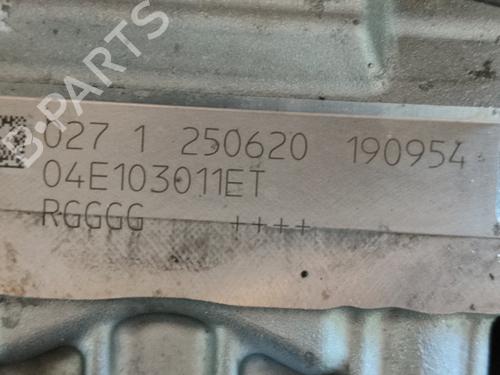 027 1 250620 190954
04E103011ET
RGGGG ++++
B-PARTS